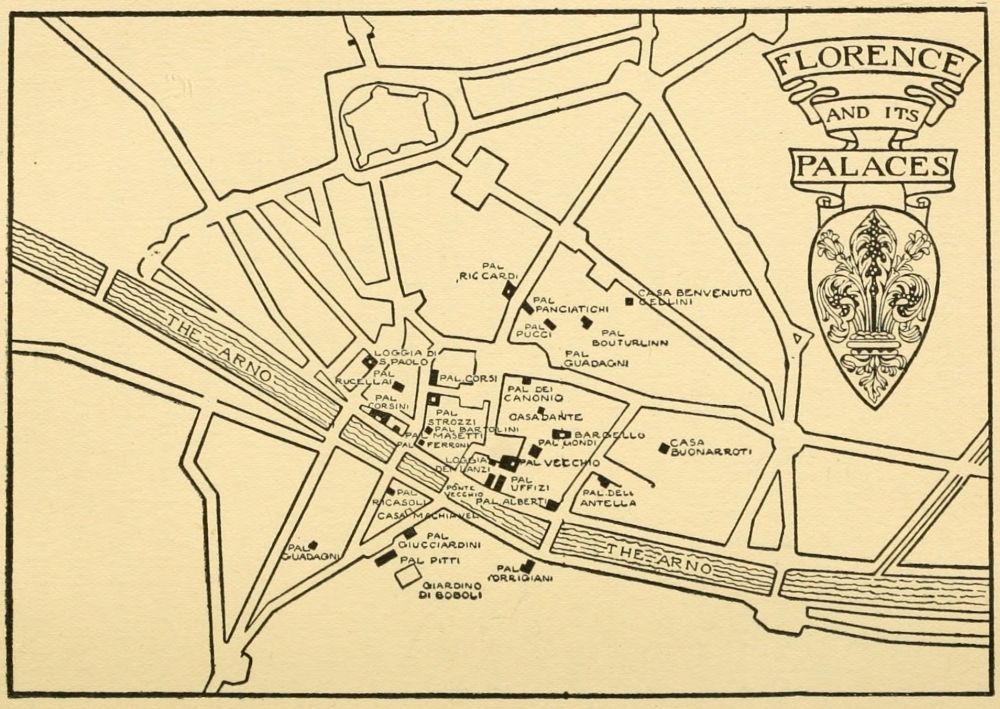 FLORENCE
AND ITS
PALACES
PAL
RICCARDI
PAL
PANCIATICHI
CASA BENVENUTO
CELLINI
PAL
PUCCI
PAL
BOUTURLINN
PAL
GUADAGNI
THE ARNO
LOGGIA DI
S. PAOLO
PAL
RUCELLAI
PAL CORSI
PAL DEI
CANONIO
PAL
CORSINI
PAL
STROZZI
CASA DANTE
PAL BARTOLINI
PAL
MASETTI
BARGELLO
PAL
FERRONI
PAL GONDI
CASA
BUONARROTI
LOGGIA
DEI LANZI
PAL VECCHIO
PAL
UFFIZI
PONTE
VECCHIO
PAL
RICASOLI
PAL ALBERTI
PAL. DELL
ANTELLA
CASA MACHIAVEL
PAL
GIUCCIARDINI
PAL
GUADAGNI
PAL PITTI
THE ARNO
PAL
TORRIGIANI
GIARDINO
DI BOBOLI